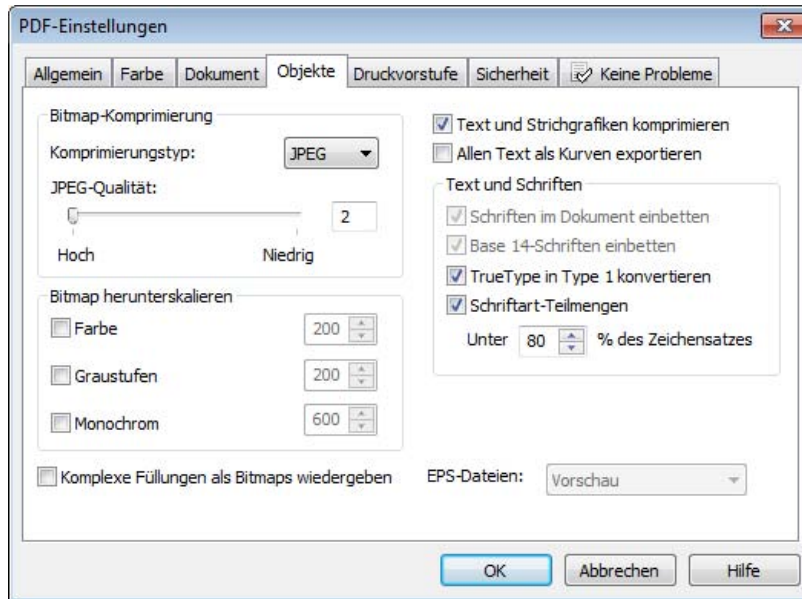 PDF-Einstellungen
Allgemein Farbe Dokument Objekte Druckvorstufe Sicherheit Keine Probleme
Bitmap-Komprimierung
Komprimierungstyp: JPEG
JPEG-Qualität:
2
Hoch Niedrig
Bitmap herunterskalieren
Farbe 200
Graustufen 200
Monochrom 600
Komplexe Füllungen als Bitmaps wiedergeben
Text und Strichgrafiken komprimieren
Allen Text als Kurven exportieren
Text und Schriften
Schriften im Dokument einbetten
Base 14-Schriften einbetten
TrueType in Type 1 konvertieren
Schriftart-Teilmengen
Unter 80 % des Zeichensatzes
EPS-Dateien: Vorschau
OK Abbrechen Hilfe